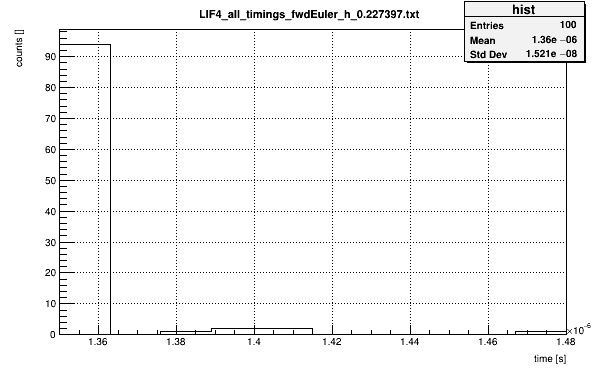 LIF4_all_timings_fwdEuler_h_0.227397.txt
hist
Entries 100
Mean 1.36e −06
Std Dev 1.521e −08
counts []
90
80
70
60
50
40
30
20
10
0
1.36 1.38 1.4 1.42 1.44 1.46 1.48
×10⁻⁶
time [s]